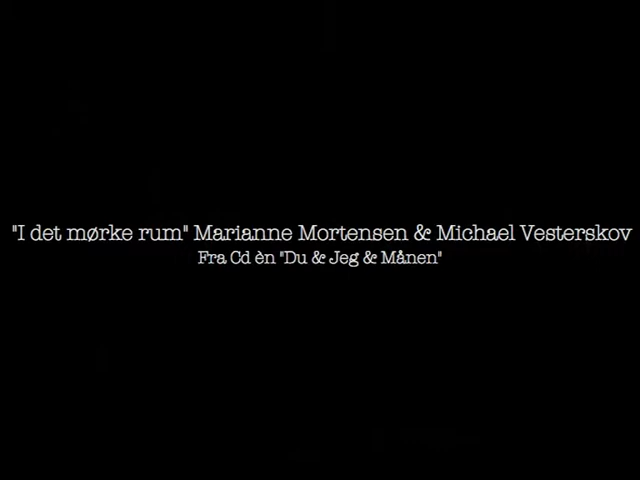 "I det mørke rum" Marianne Mortensen & Michael Vesterskov
Fra Cd èn "Du & Jeg & Månen"